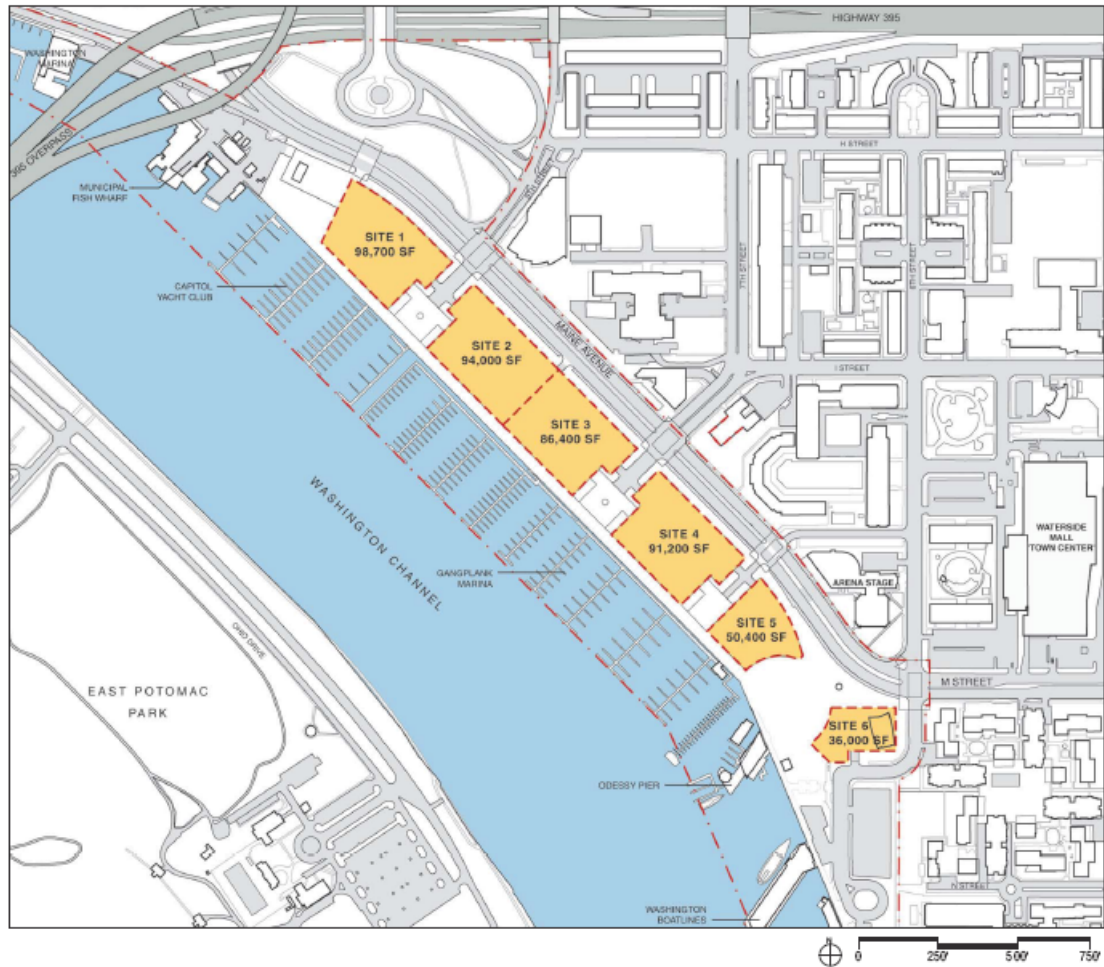 HIGHWAY 395
WASHINGTON
MARINA
395 OVERPASS
H STREET
MUNICIPAL
FISH WHARF
9TH STREET
SITE 1
98,700 SF
7TH STREET
6TH STREET
CAPITOL
YACHT CLUB
MAINE AVENUE
SITE 2
94,000 SF
I STREET
SITE 3
86,400 SF
WASHINGTON CHANNEL
SITE 4
91,200 SF
WATERSIDE
MALL
'TOWN CENTER'
GANGPLANK
MARINA
ARENA STAGE
SITE 5
50,400 SF
OHIO DRIVE
M STREET
EAST POTOMAC
PARK
SITE 6
36,000 SF
ODESSY PIER
N STREET
WASHINGTON
BOATLINES
N
0 250' 500' 750'